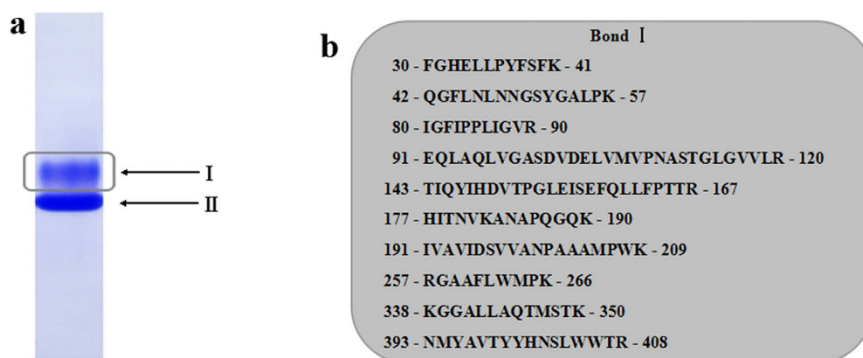 a
I
II
b
Bond I
30 - FGHELLPYFSFK - 41
42 - QGFLNLNNGSYGALPK - 57
80 - IGFIPPLIGVR - 90
91 - EQLAQLVGASDVDELVMVPNASTGLGVVLR - 120
143 - TIQYIHDVTPGLEISEFQLLFPTTR - 167
177 - HITNVKANAPQGQK - 190
191 - IVAVIDSVVANPAAAMPWK - 209
257 - RGAAFLWMPK - 266
338 - KGGALLAQTMSTK - 350
393 - NMYAVTYYHNSLWWTR - 408